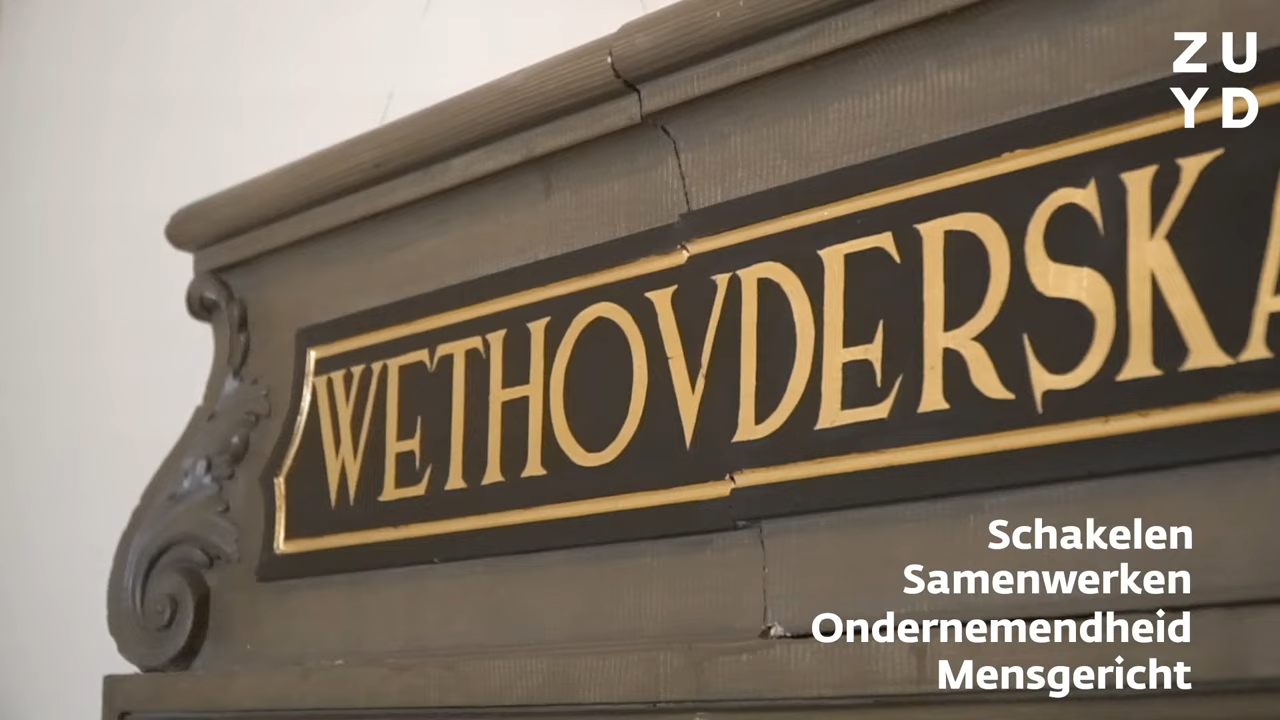 ZU
YD
WETHOVDERSKA
Schakelen
Samenwerken
Ondernemendheid
Mensgericht